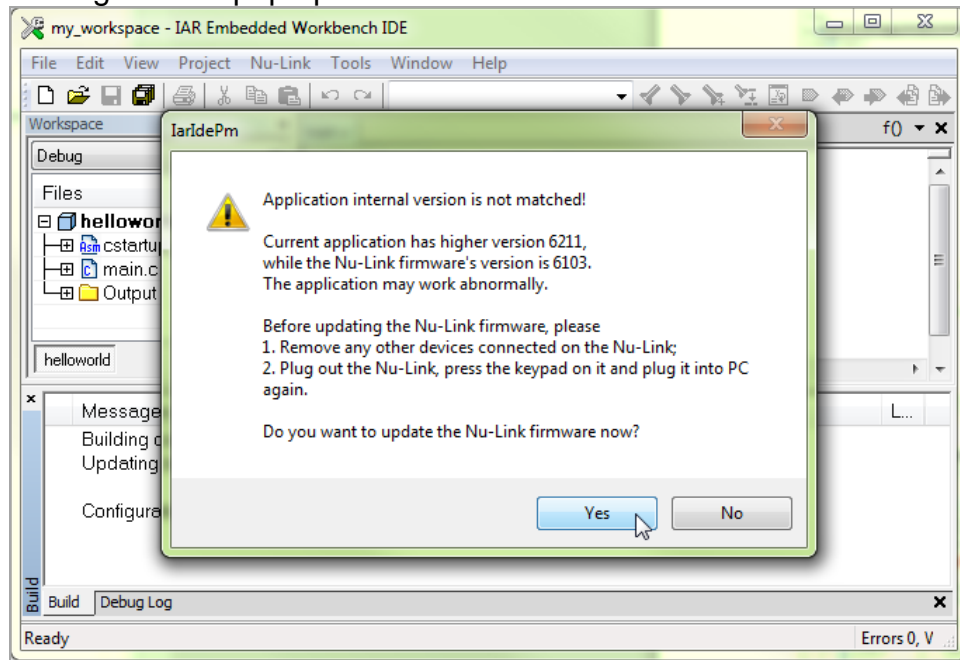 my_workspace - IAR Embedded Workbench IDE
File Edit View Project Nu-Link Tools Window Help
Workspace
IarIdePm
f()
Debug
Files
hellowor
cstartup
main.c
Output
helloworld
Application internal version is not matched!
Current application has higher version 6211,
while the Nu-Link firmware's version is 6103.
The application may work abnormally.
Before updating the Nu-Link firmware, please
1. Remove any other devices connected on the Nu-Link;
2. Plug out the Nu-Link, press the keypad on it and plug it into PC
again.
Do you want to update the Nu-Link firmware now?
Yes No
Message L...
Building
Updating
Configura
Build
Build Debug Log
Ready Errors 0, V